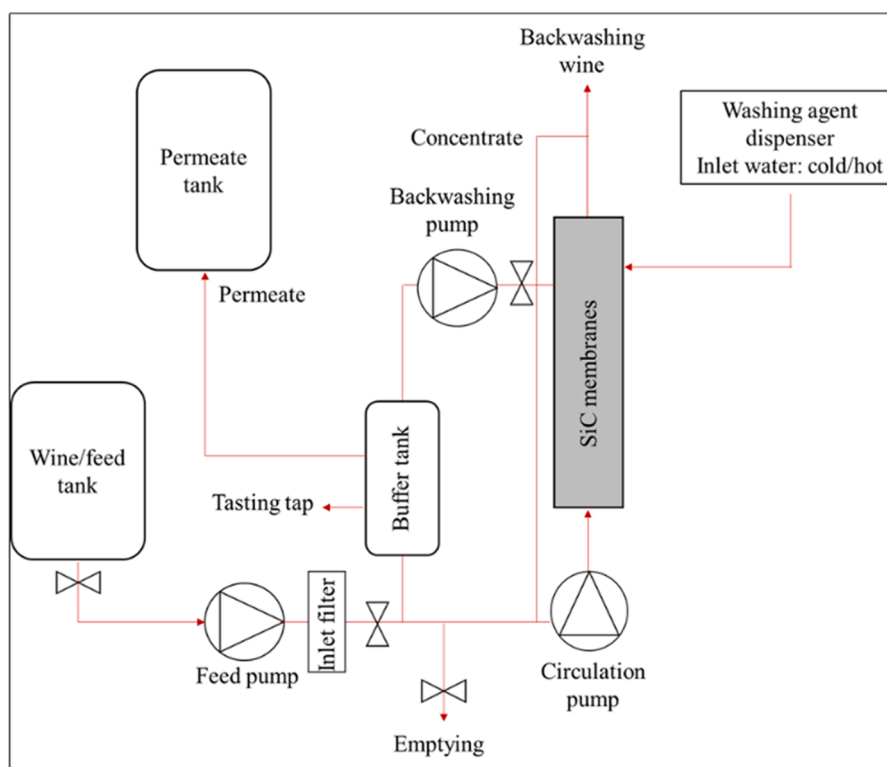 Backwashing
wine
Concentrate
Washing agent
dispenser
Inlet water: cold/hot
Permeate
tank
Backwashing
pump
Permeate
SiC membranes
Wine/feed
tank
Buffer tank
Tasting tap
Inlet filter
Feed pump
Circulation
pump
Emptying